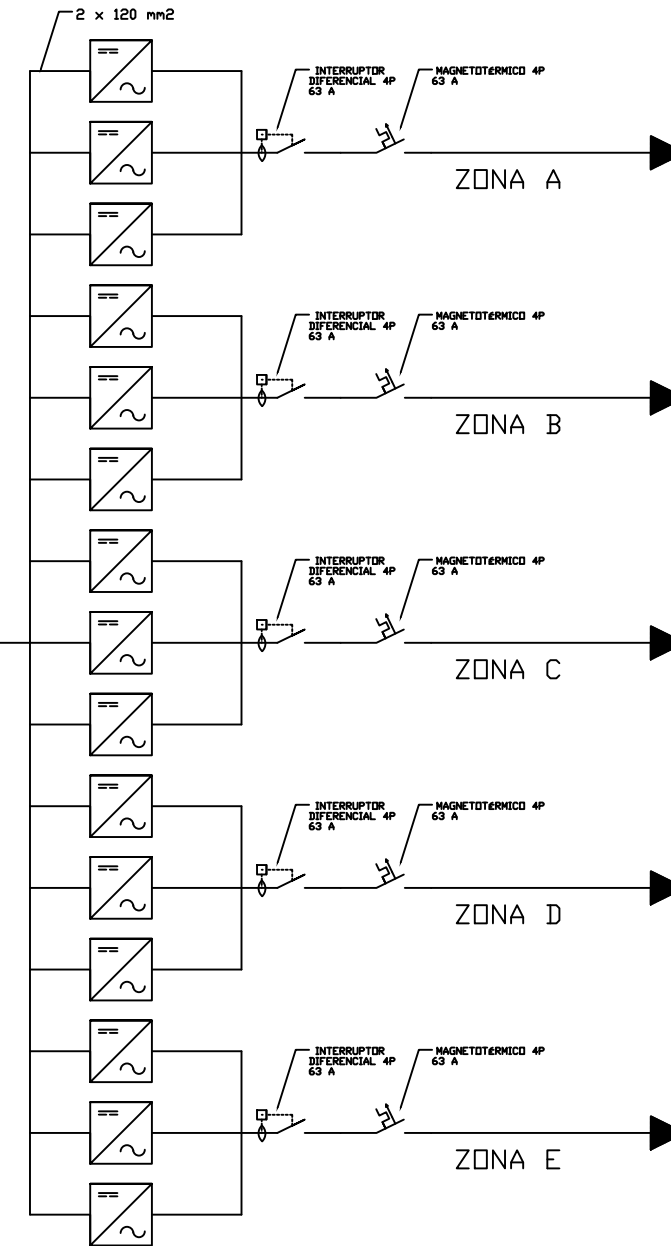 2 x 120 mm2
INTERRUPTOR
DIFERENCIAL 4P
63 A
MAGNETOTéRMICO 4P
63 A
ZONA A
INTERRUPTOR
DIFERENCIAL 4P
63 A
MAGNETOTéRMICO 4P
63 A
ZONA B
INTERRUPTOR
DIFERENCIAL 4P
63 A
MAGNETOTéRMICO 4P
63 A
ZONA C
INTERRUPTOR
DIFERENCIAL 4P
63 A
MAGNETOTéRMICO 4P
63 A
ZONA D
INTERRUPTOR
DIFERENCIAL 4P
63 A
MAGNETOTéRMICO 4P
63 A
ZONA E